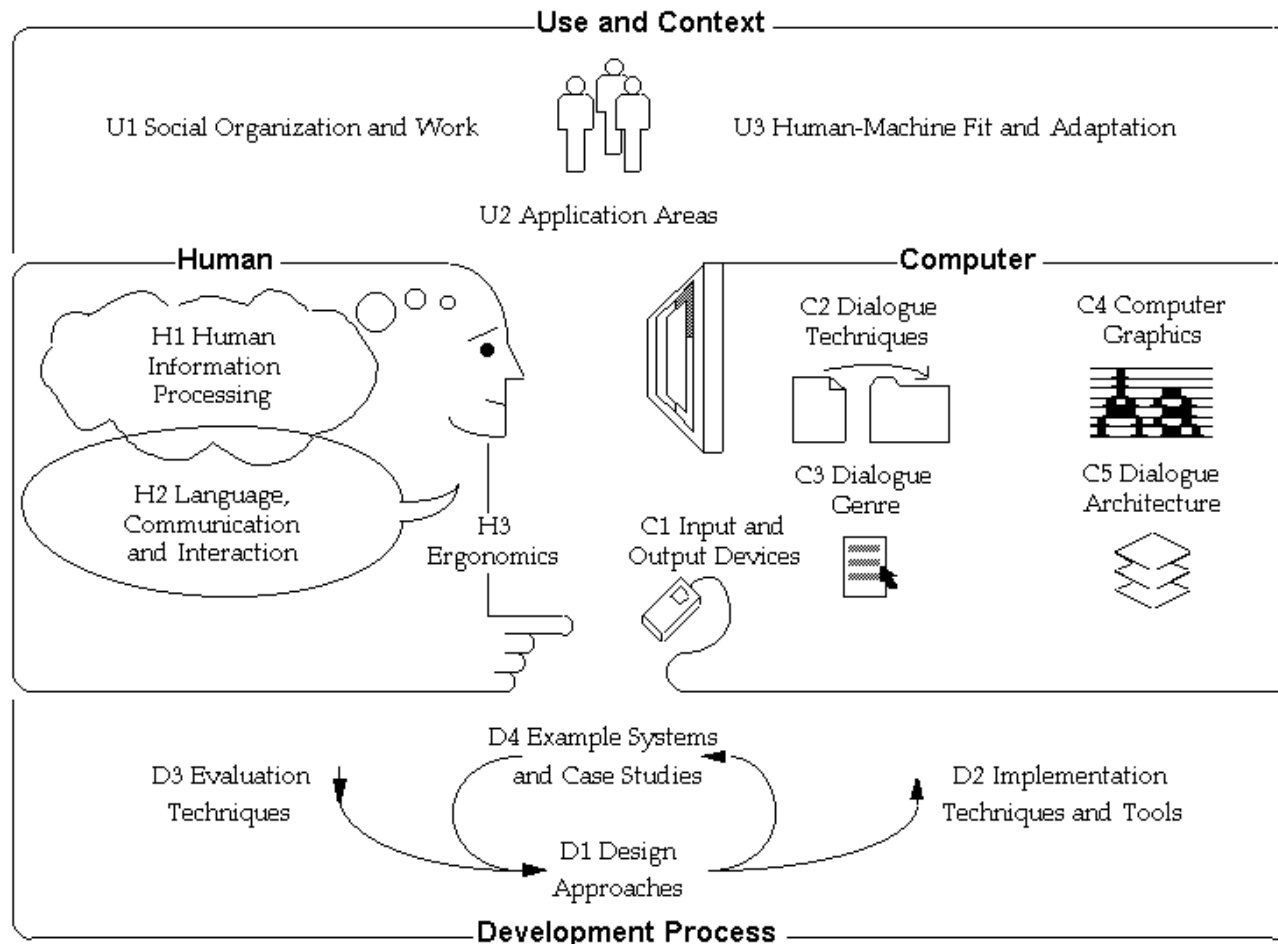 Use and Context
U1 Social Organization and Work
U3 Human-Machine Fit and Adaptation
U2 Application Areas
Human
H1 Human
Information
Processing
H2 Language,
Communication
and Interaction
H3
Ergonomics
Computer
C1 Input and
Output Devices
C2 Dialogue
Techniques
C3 Dialogue
Genre
C4 Computer
Graphics
C5 Dialogue
Architecture
D3 Evaluation
Techniques
D4 Example Systems
and Case Studies
D1 Design
Approaches
D2 Implementation
Techniques and Tools
Development Process